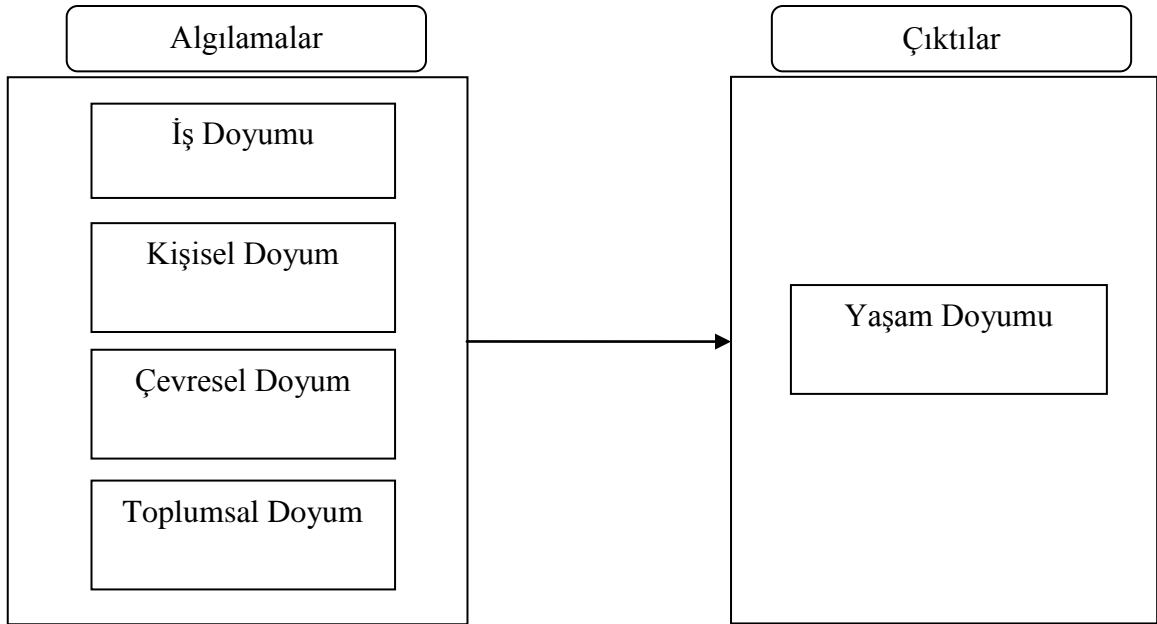 Algılamalar
İş Doyumu
Kişisel Doyum
Çevresel Doyum
Toplumsal Doyum
Çıktılar
Yaşam Doyumu